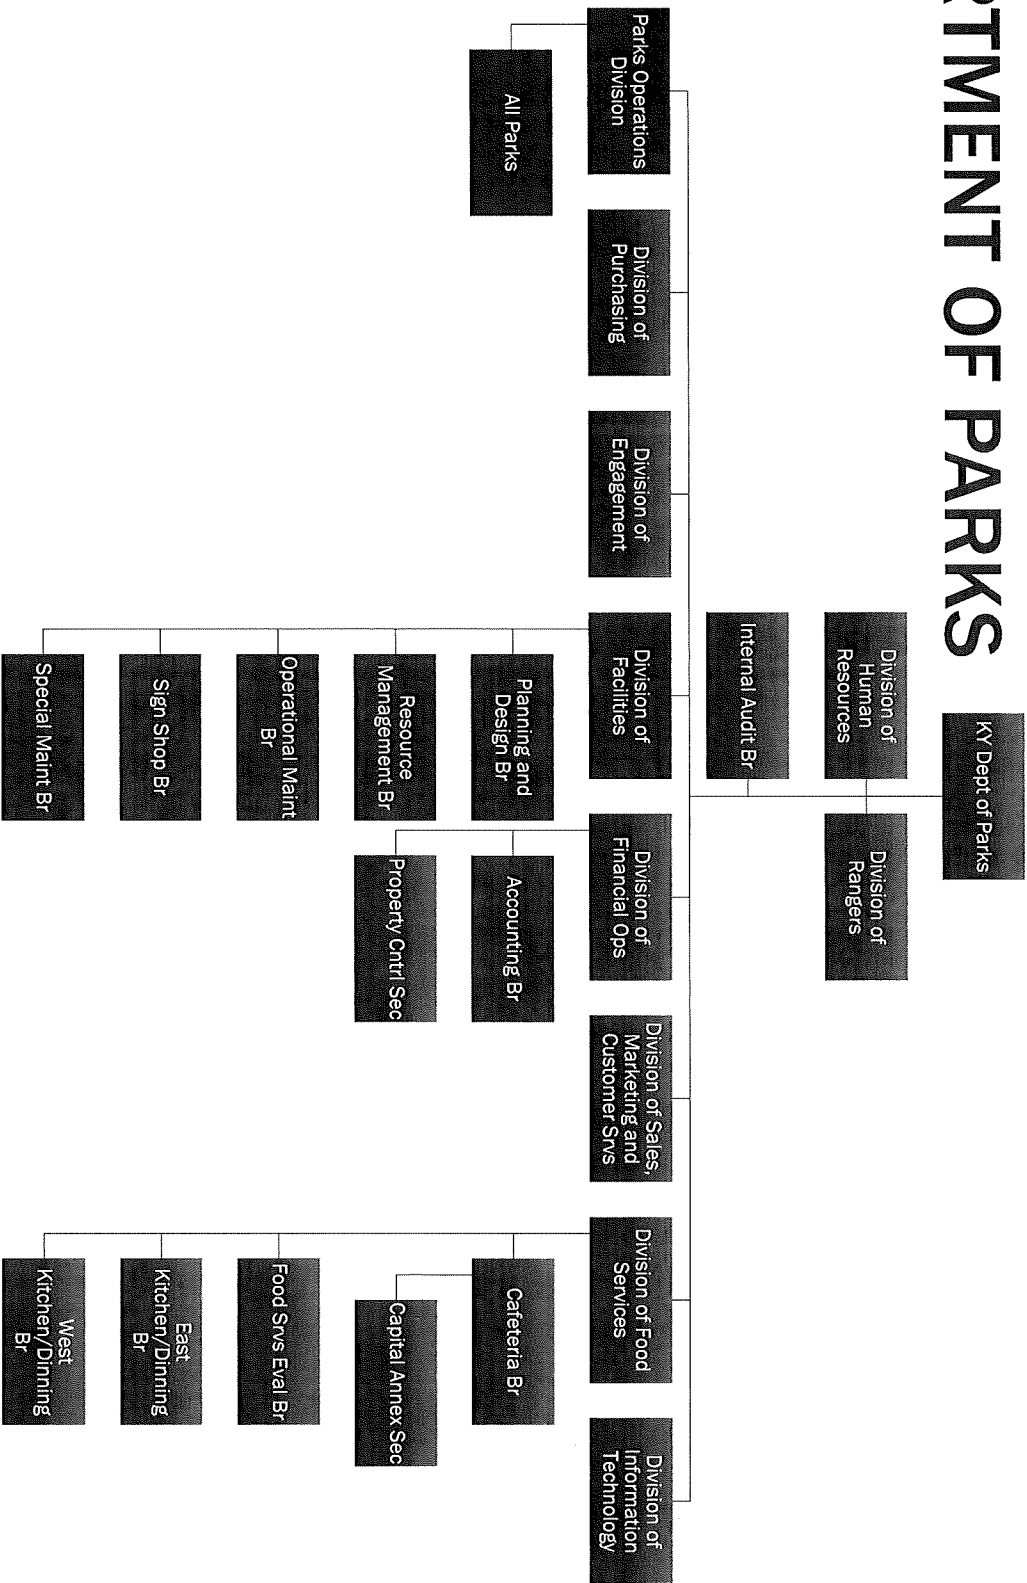 RTMENT OF PARKS
KY Dept of Parks
Division of
Human
Resources
Division of
Rangers
Internal Audit Br
Parks Operations
Division
All Parks
Division of
Purchasing
Division of
Engagement
Division of
Facilities
Planning and
Design Br
Resource
Management Br
Operational Maint
Br
Sign Shop Br
Special Maint Br
Division of
Financial Ops
Accounting Br
Property Cntrl Sec
Division of Sales,
Marketing and
Customer Srvs
Division of Food
Services
Cafeteria Br
Capital Annex Sec
Food Srvs Eval Br
East
Kitchen/Dinning
Br
West
Kitchen/Dinning
Br
Division of
Information
Technology